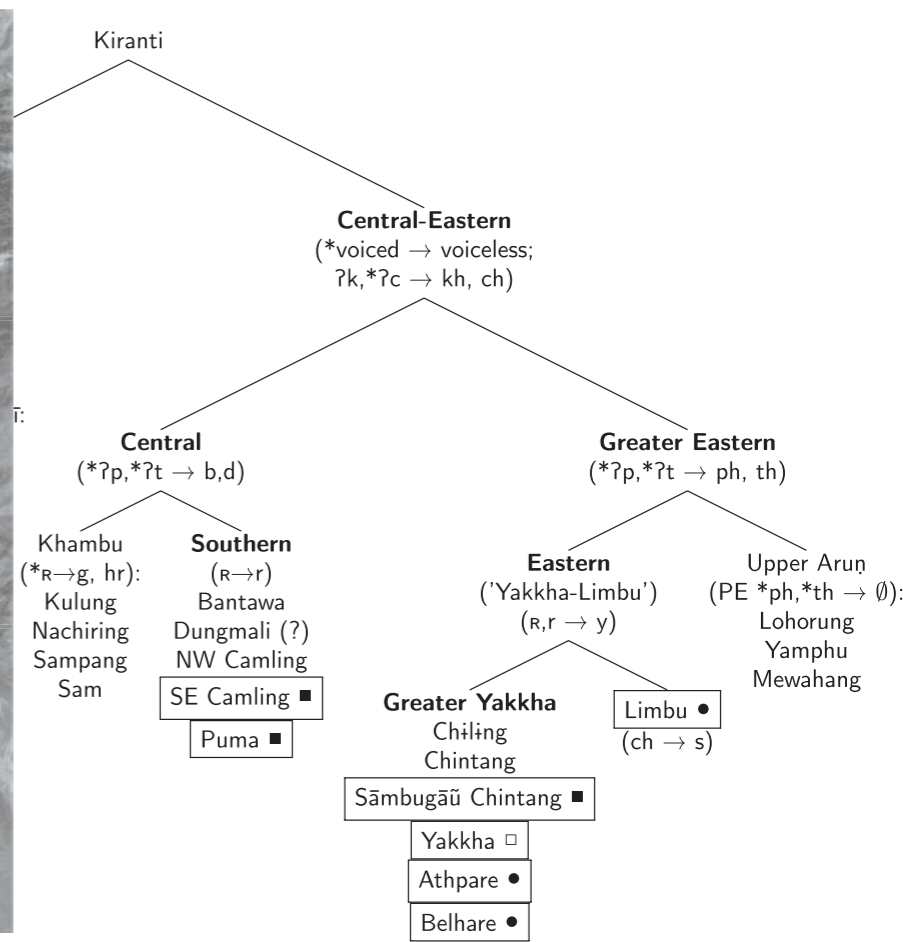 Kiranti
Central-Eastern
(*voiced → voiceless;
ʔk,*ʔc → kh, ch)
ī:
Central
(*ʔp,*ʔt → b,d)
Greater Eastern
(*ʔp,*ʔt → ph, th)
Khambu
(*ʀ→g, hr):
Kulung
Nachiring
Sampang
Sam
Southern
(ʀ→r)
Bantawa
Dungmali (?)
NW Camling
SE Camling ■
Puma ■
Eastern
('Yakkha-Limbu')
(ʀ,r → y)
Greater Yakkha
Chɨlɨng
Chintang
Sāmbugāũ Chintang ■
Yakkha □
Athpare ●
Belhare ●
Limbu ●
(ch → s)
Upper Aruṇ
(PE *ph,*th → ∅):
Lohorung
Yamphu
Mewahang